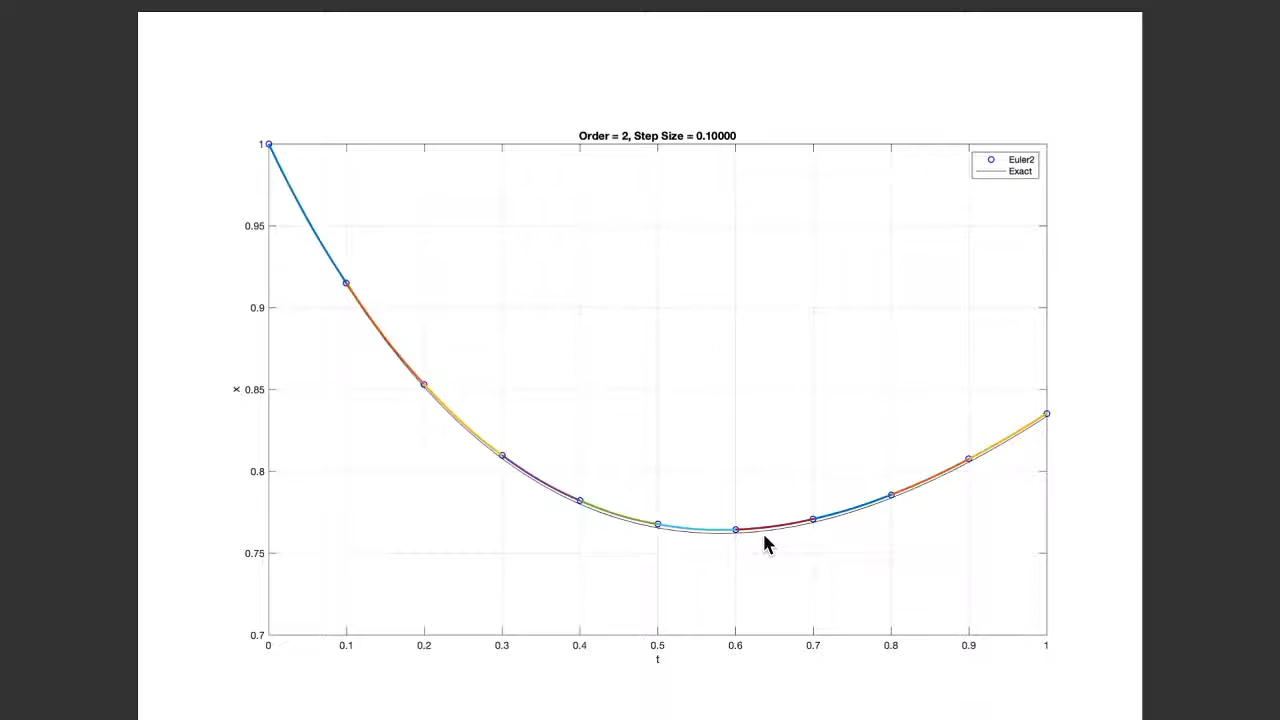 Order = 2, Step Size = 0.10000
Euler2
Exact
1
0.95
0.9
0.85
0.8
0.75
0.7
x
0 0.1 0.2 0.3 0.4 0.5 0.6 0.7 0.8 0.9 1
t